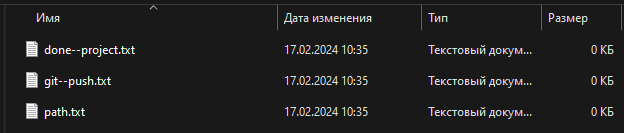 Имя Дата изменения Тип Размер
done--project.txt 17.02.2024 10:35 Текстовый докум... 0 КБ
git--push.txt 17.02.2024 10:35 Текстовый докум... 0 КБ
path.txt 17.02.2024 10:35 Текстовый докум... 0 КБ